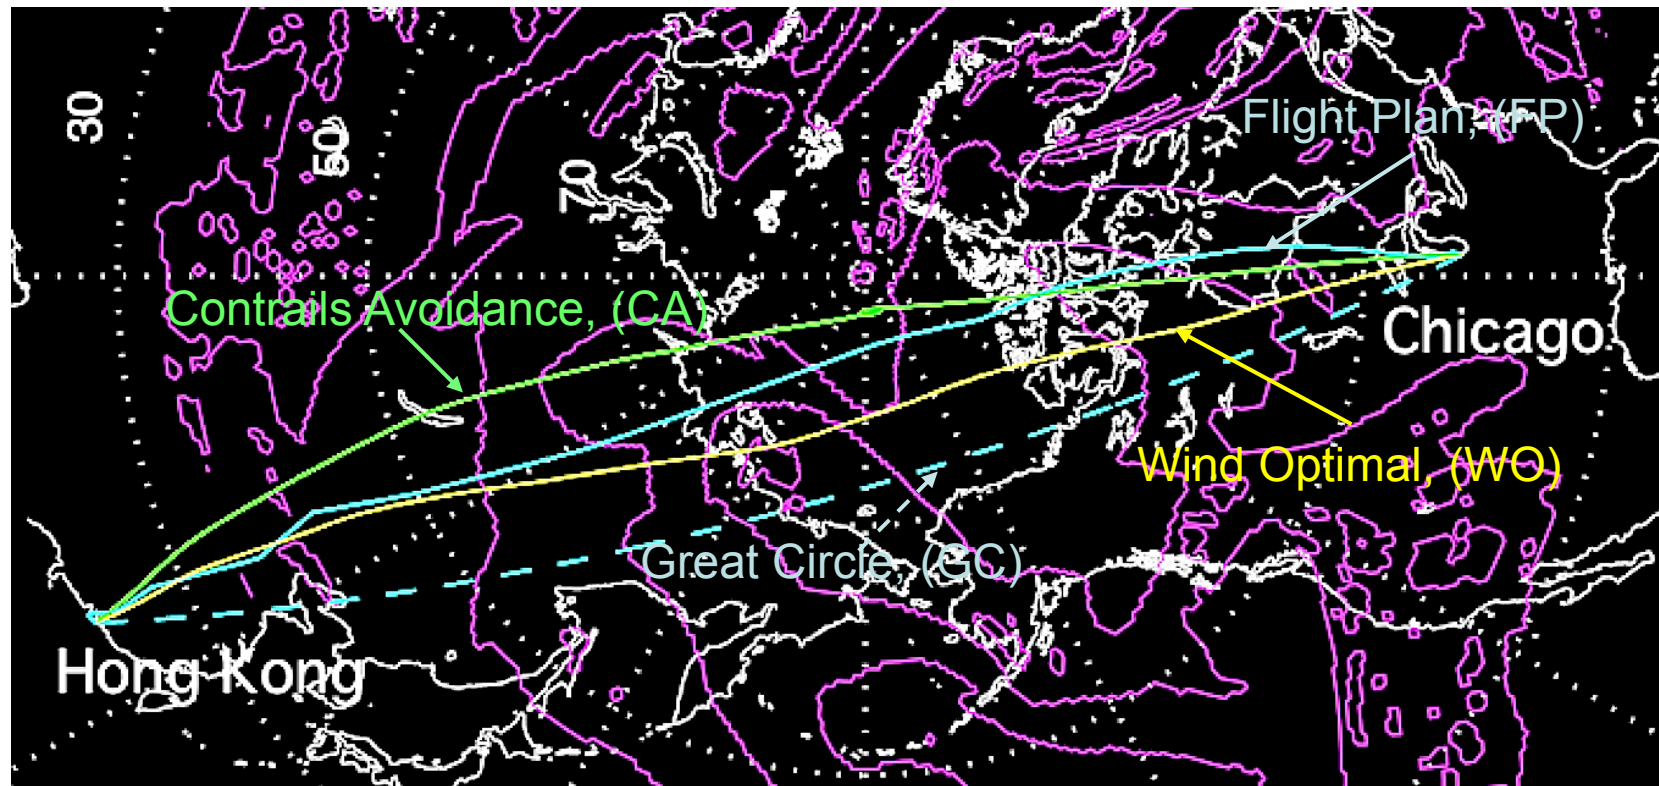 30
50
70
Flight Plan, (FP)
Contrails Avoidance, (CA)
Chicago
Wind Optimal, (WO)
Great Circle, (GC)
Hong Kong